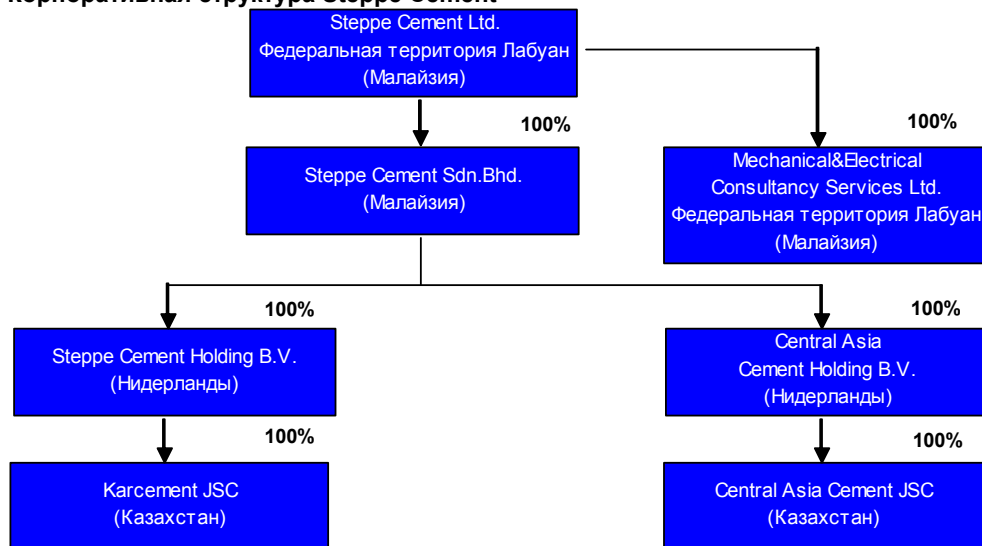 Корпоративная структура Steppe Cement
Steppe Cement Ltd.
Федеральная территория Лабуан
(Малайзия)
100%
100%
Steppe Cement Sdn.Bhd.
(Малайзия)
Mechanical&Electrical
Consultancy Services Ltd.
Федеральная территория Лабуан
(Малайзия)
100%
100%
Steppe Cement Holding B.V.
(Нидерланды)
Central Asia
Cement Holding B.V.
(Нидерланды)
100%
100%
Karcement JSC
(Казахстан)
Central Asia Cement JSC
(Казахстан)